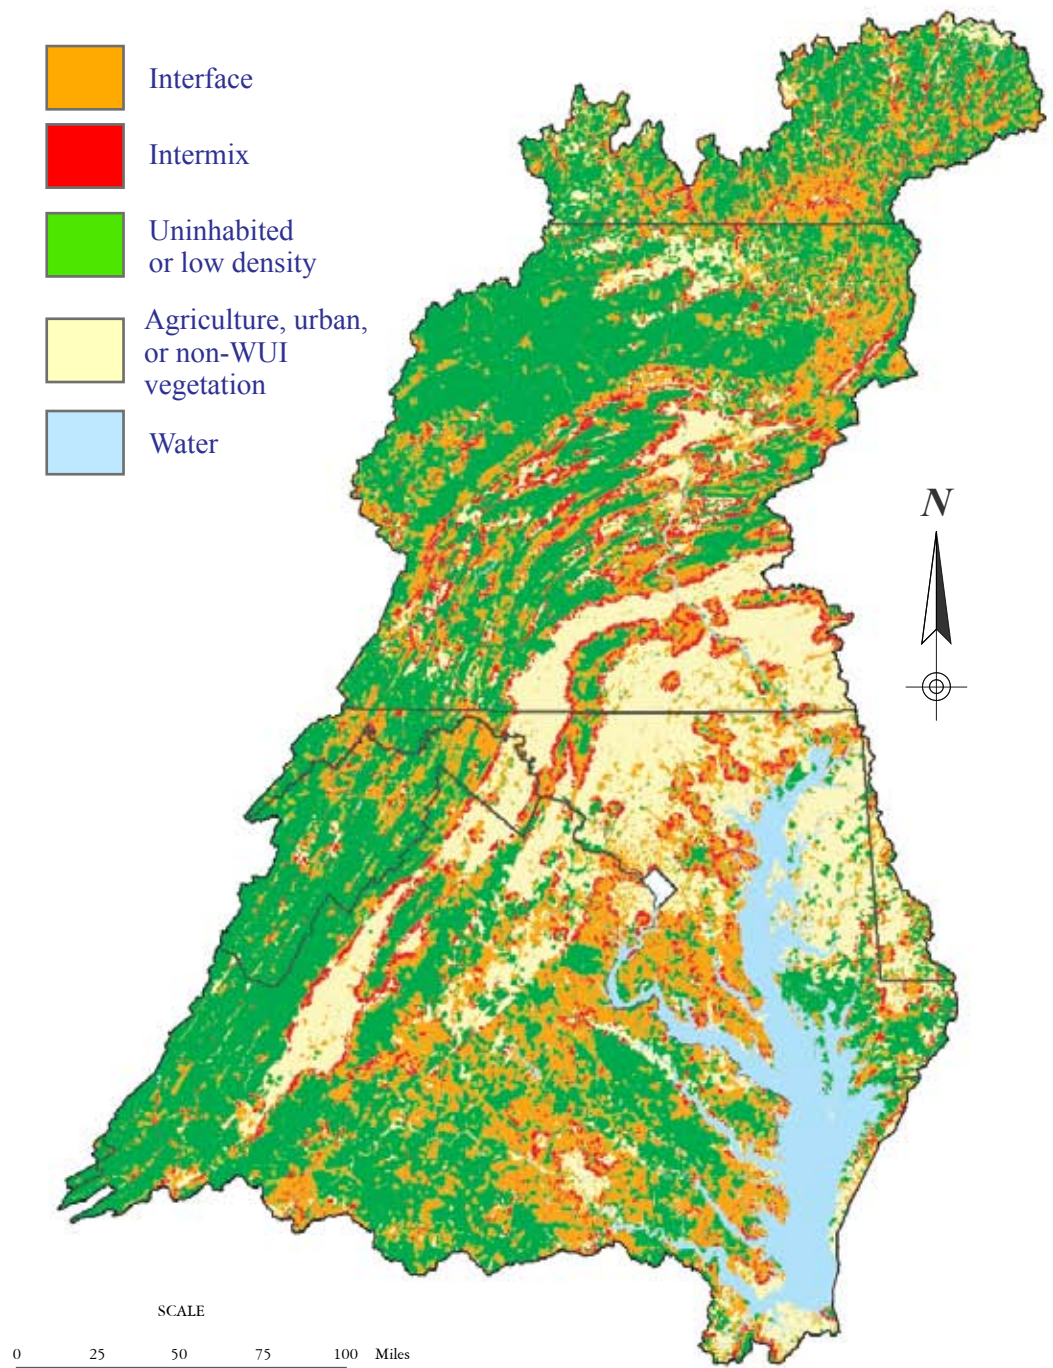 Interface
Intermix
Uninhabited
or low density
Agriculture, urban,
or non-WUI
vegetation
Water
N
SCALE
0 25 50 75 100 Miles